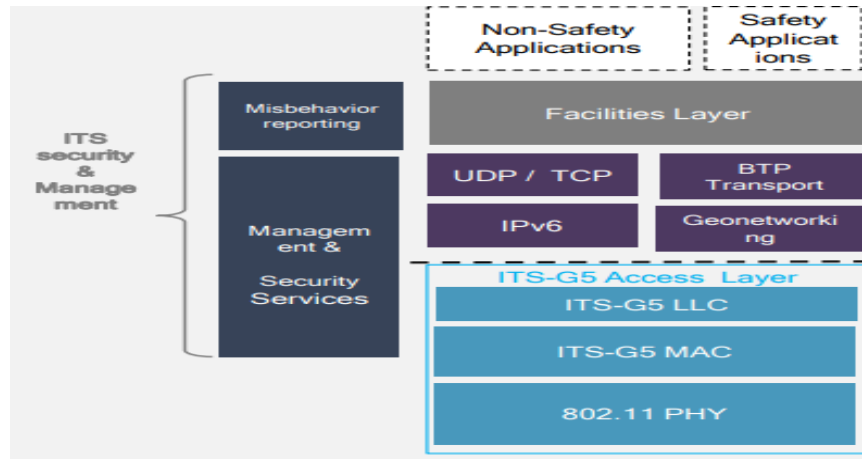 Non-Safety
Applications
Safety
Applicat
ions
Misbehavior
reporting
Facilities Layer
ITS
security
&
Manage
ment
UDP / TCP
BTP
Transport
Managem
ent &
Security
Services
IPv6
Geonetworki
ng
ITS-G5 Access Layer
ITS-G5 LLC
ITS-G5 MAC
802.11 PHY